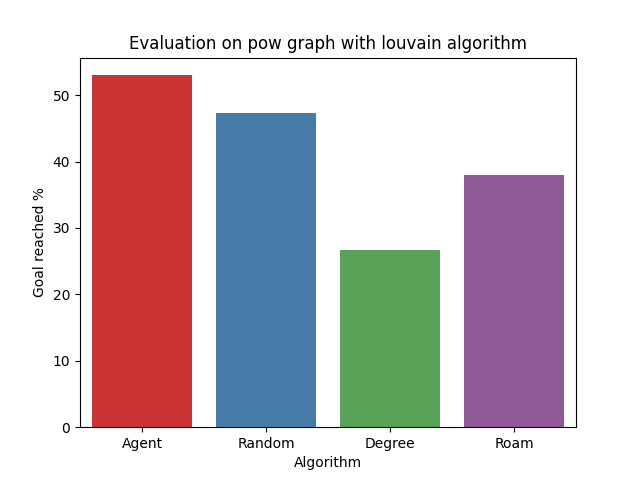 Evaluation on pow graph with louvain algorithm
50
40
30
20
10
0
Goal reached %
Agent Random Degree Roam
Algorithm